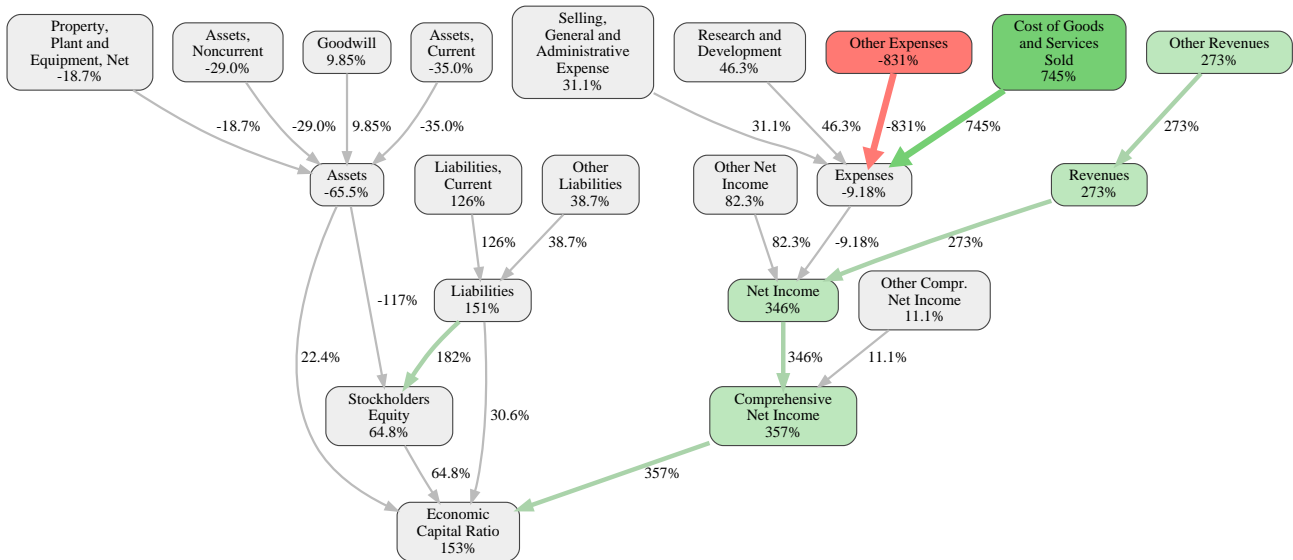 Property,
Plant and
Equipment, Net
-18.7%
Assets,
Noncurrent
-29.0%
Goodwill
9.85%
Assets,
Current
-35.0%
Selling,
General and
Administrative
Expense
31.1%
Research and
Development
46.3%
Other Expenses
-831%
Cost of Goods
and Services
Sold
745%
Other Revenues
273%
-18.7%
-29.0%
9.85%
-35.0%
31.1%
46.3%
-831%
745%
273%
Assets
-65.5%
Liabilities,
Current
126%
Other
Liabilities
38.7%
Other Net
Income
82.3%
Expenses
-9.18%
Revenues
273%
126%
38.7%
82.3%
-9.18%
273%
-117%
Liabilities
151%
Net Income
346%
Other Compr.
Net Income
11.1%
22.4%
182%
346%
11.1%
Stockholders
Equity
64.8%
30.6%
Comprehensive
Net Income
357%
64.8%
357%
Economic
Capital Ratio
153%